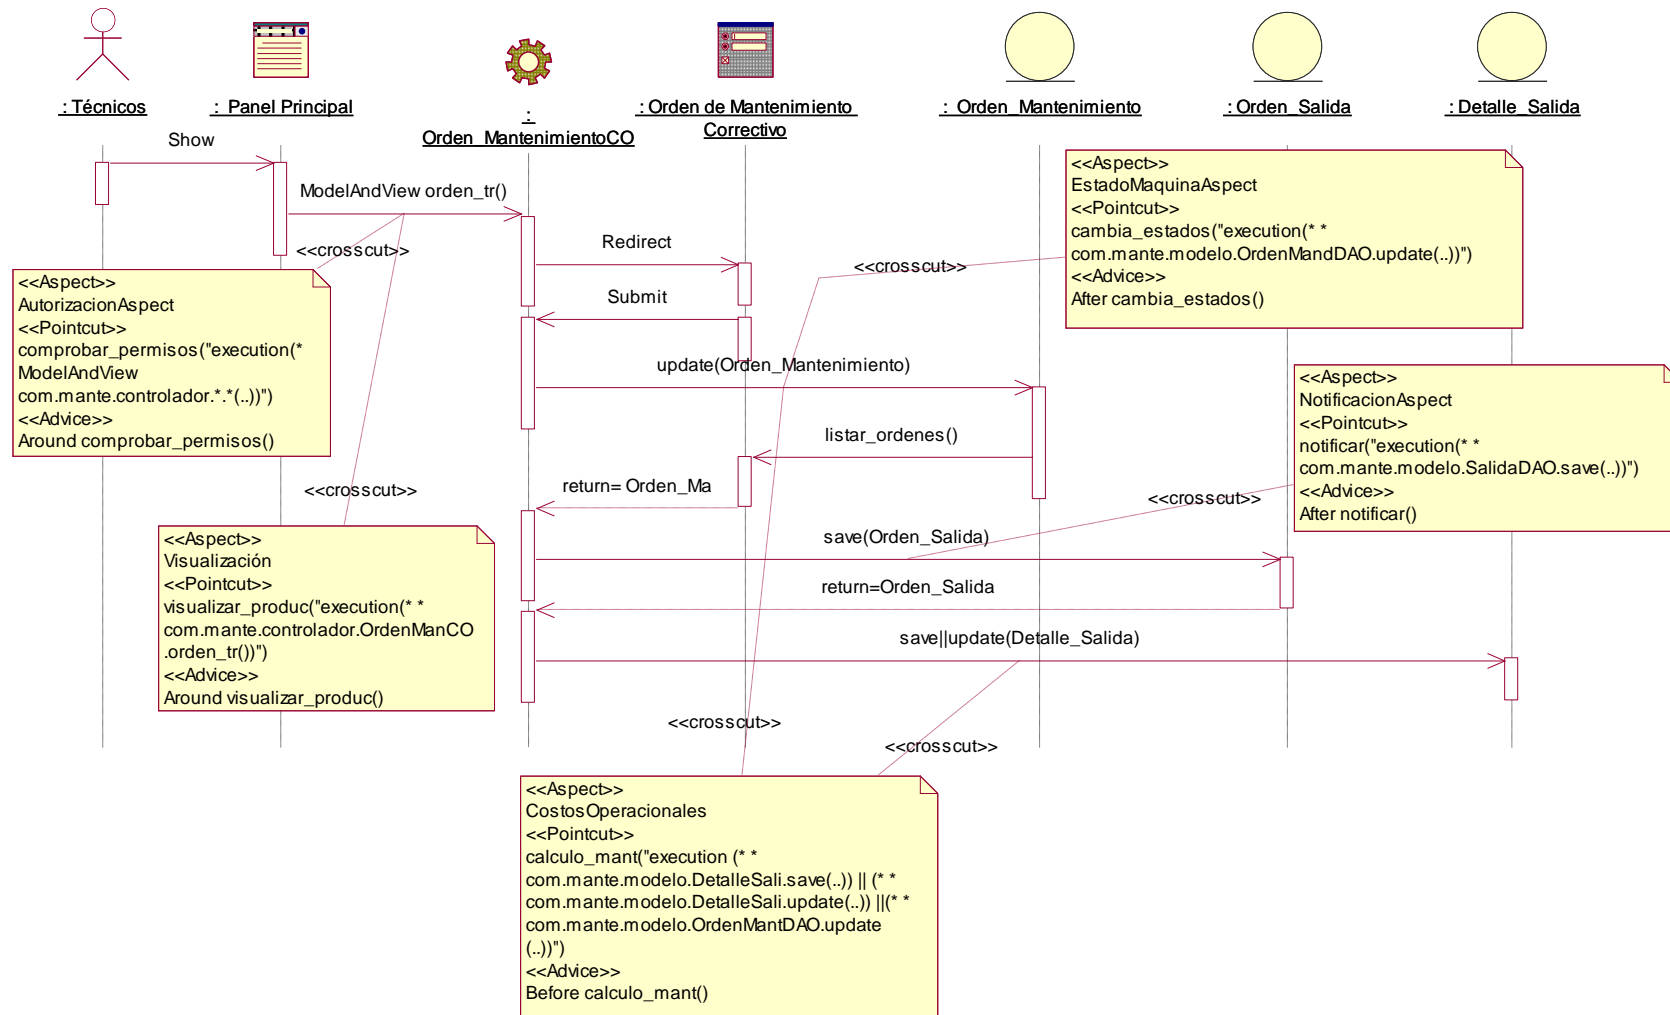 : Técnicos
: Panel Principal
:
Orden_MantenimientoCO
: Orden de Mantenimiento
Correctivo
: Orden_Mantenimiento
: Orden_Salida
: Detalle_Salida
Show
ModelAndView orden_tr()
<<crosscut>>
Redirect
Submit
<<crosscut>>
update(Orden_Mantenimiento)
listar_ordenes()
<<crosscut>>
return= Orden_Ma
<<crosscut>>
save(Orden_Salida)
return=Orden_Salida
save||update(Detalle_Salida)
<<crosscut>>
<<crosscut>>
<<Aspect>>
EstadoMaquinaAspect
<<Pointcut>>
cambia_estados("execution(* *
com.mante.modelo.OrdenMandDAO.update(..))")
<<Advice>>
After cambia_estados()
<<Aspect>>
AutorizacionAspect
<<Pointcut>>
comprobar_permisos("execution(*
ModelAndView
com.mante.controlador.*.*(..))")
<<Advice>>
Around comprobar_permisos()
<<Aspect>>
NotificacionAspect
<<Pointcut>>
notificar("execution(* *
com.mante.modelo.SalidaDAO.save(..))")
<<Advice>>
After notificar()
<<Aspect>>
Visualización
<<Pointcut>>
visualizar_produc("execution(* *
com.mante.controlador.OrdenManCO
.orden_tr())")
<<Advice>>
Around visualizar_produc()
<<Aspect>>
CostosOperacionales
<<Pointcut>>
calculo_mant("execution (* *
com.mante.modelo.DetalleSali.save(..)) || (* *
com.mante.modelo.DetalleSali.update(..)) ||(* *
com.mante.modelo.OrdenMantDAO.update
(..))")
<<Advice>>
Before calculo_mant()